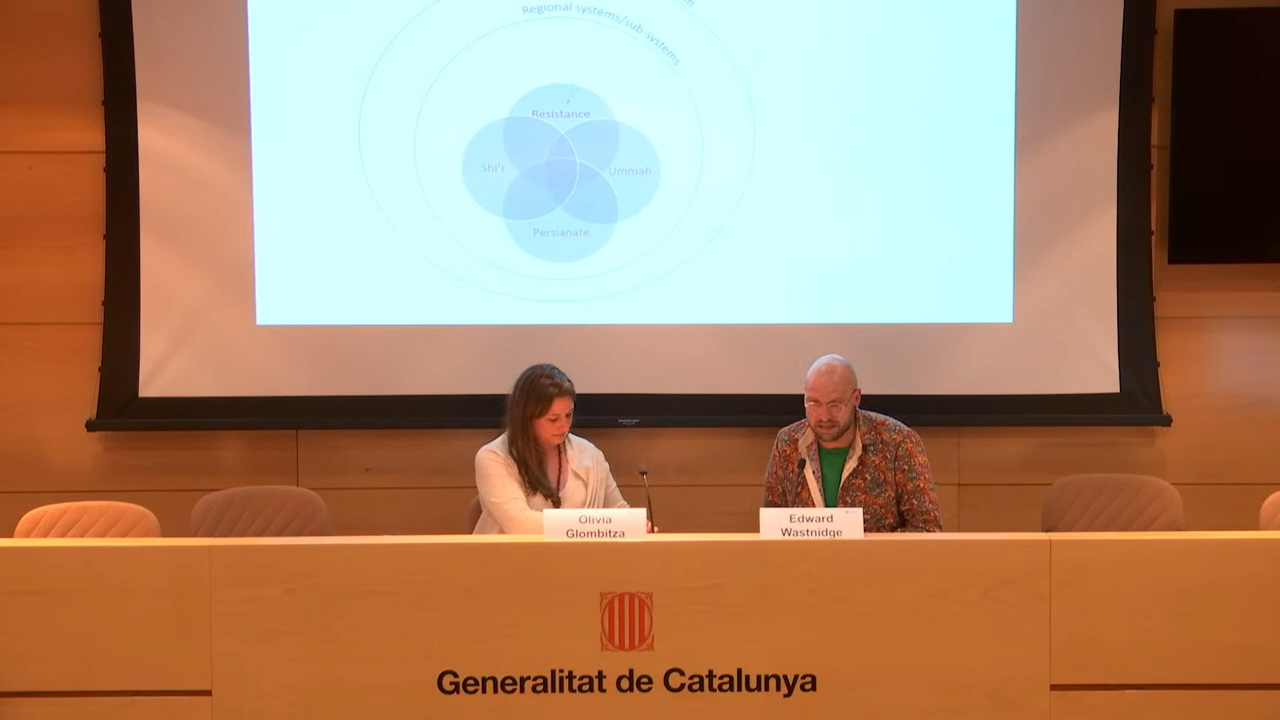 Regional systems/sub systems
Resistance
Shi'i
Ummah
Persianate
Olivia
Glombitza
Edward
Wastnidge
Generalitat de Catalunya